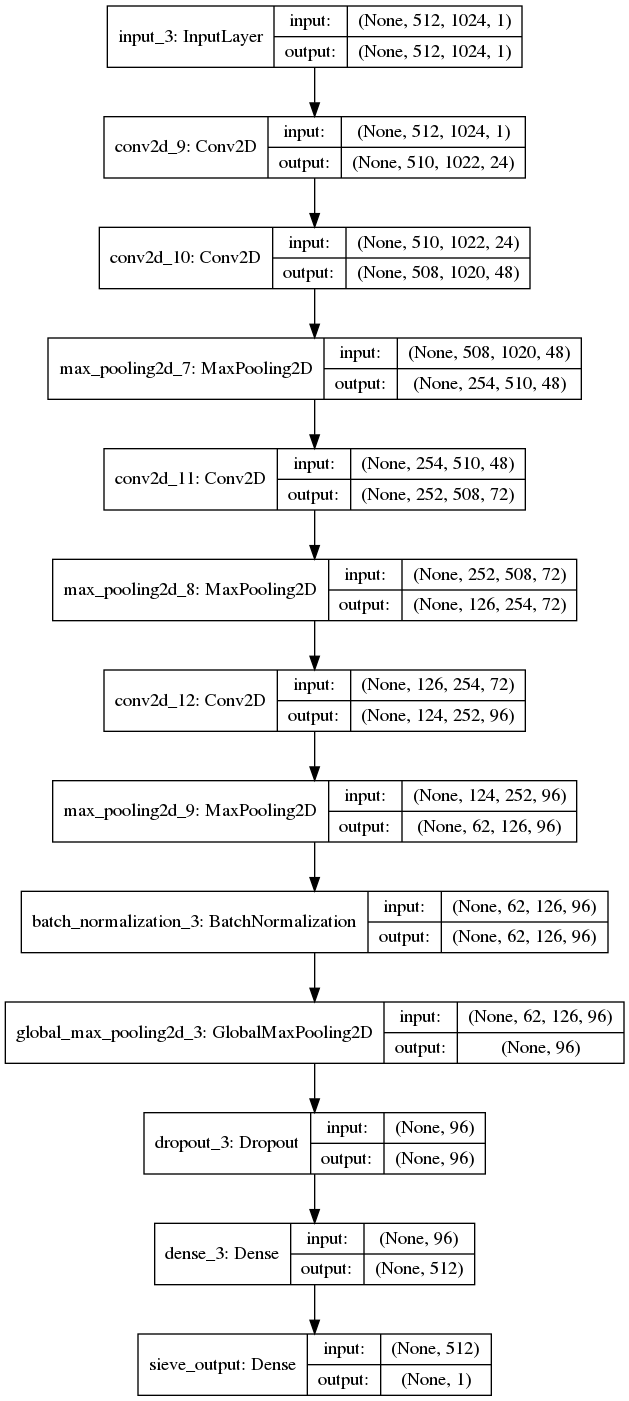 input_3: InputLayer
input: (None, 512, 1024, 1)
output: (None, 512, 1024, 1)
conv2d_9: Conv2D
input: (None, 512, 1024, 1)
output: (None, 510, 1022, 24)
conv2d_10: Conv2D
input: (None, 510, 1022, 24)
output: (None, 508, 1020, 48)
max_pooling2d_7: MaxPooling2D
input: (None, 508, 1020, 48)
output: (None, 254, 510, 48)
conv2d_11: Conv2D
input: (None, 254, 510, 48)
output: (None, 252, 508, 72)
max_pooling2d_8: MaxPooling2D
input: (None, 252, 508, 72)
output: (None, 126, 254, 72)
conv2d_12: Conv2D
input: (None, 126, 254, 72)
output: (None, 124, 252, 96)
max_pooling2d_9: MaxPooling2D
input: (None, 124, 252, 96)
output: (None, 62, 126, 96)
batch_normalization_3: BatchNormalization
input: (None, 62, 126, 96)
output: (None, 62, 126, 96)
global_max_pooling2d_3: GlobalMaxPooling2D
input: (None, 62, 126, 96)
output: (None, 96)
dropout_3: Dropout
input: (None, 96)
output: (None, 96)
dense_3: Dense
input: (None, 96)
output: (None, 512)
sieve_output: Dense
input: (None, 512)
output: (None, 1)